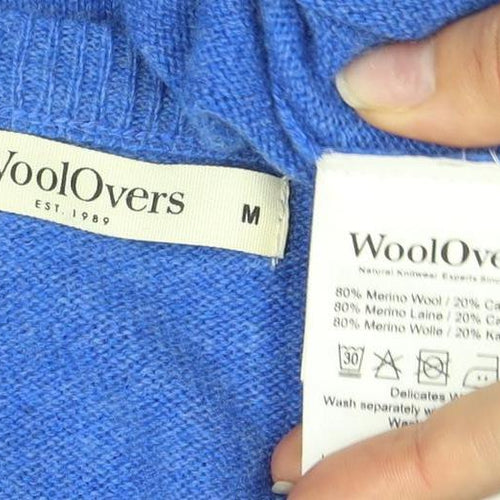 WoolOvers
EST. 1989
M
WoolOve
Natural Knitwear Experts Sinc
80% Merino Wool / 20% Ca
80% Merino Laine / 20% Ca
80% Merino Wolle / 20% Ka
30
Delicates W
Wash separately w
Was